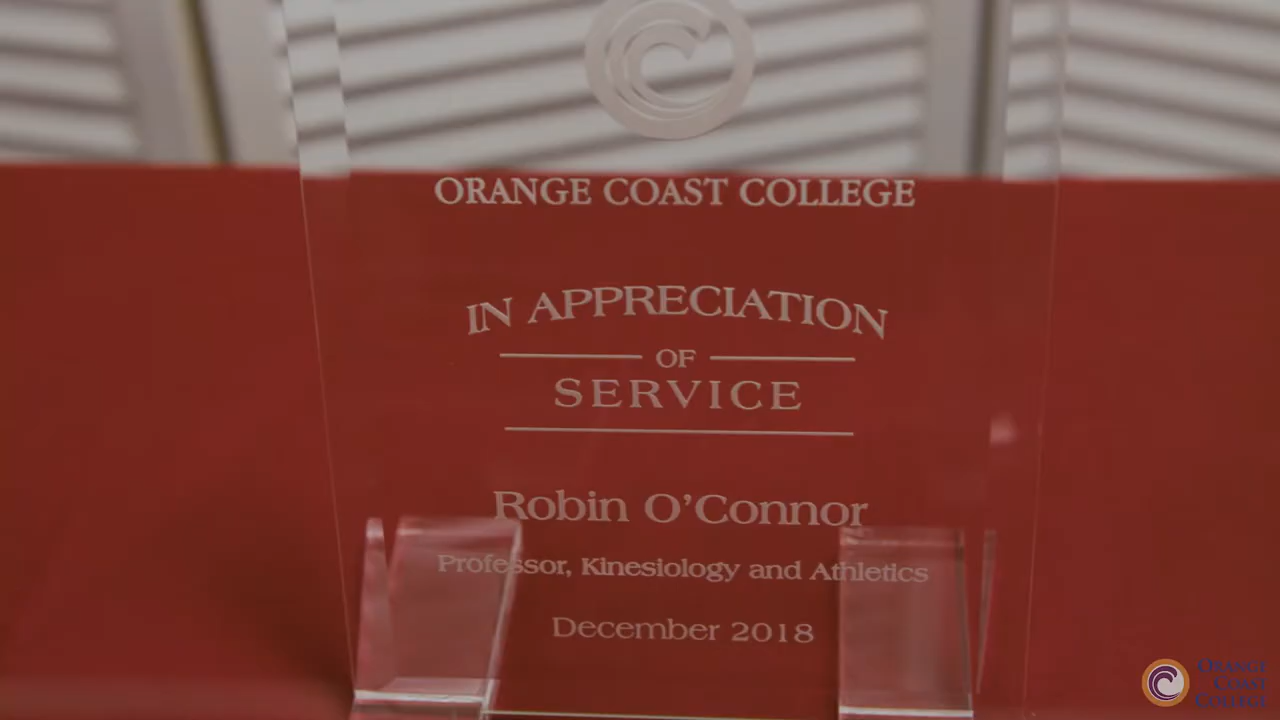 ORANGE COAST COLLEGE
IN APPRECIATION
OF
SERVICE
Robin O'Connor
Professor, Kinesiology and Athletics
December 2018
ORANGE
COAST
COLLEGE